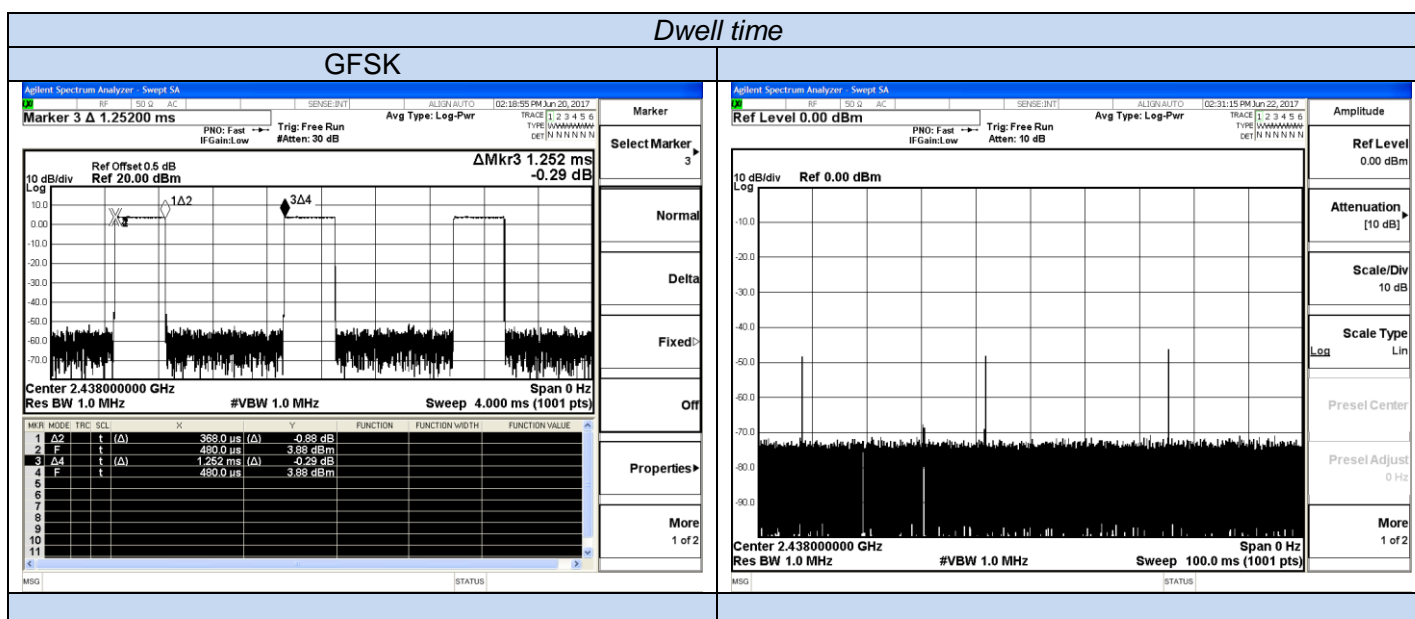 Dwell time
GFSK
Agilent Spectrum Analyzer - Swept SA
RF 50 Ω AC SENSE:INT ALIGN AUTO 02:18:55 PM Jun 20, 2017
Marker 3 Δ 1.25200 ms
PNO: Fast
IFGain:Low
Trig: Free Run
#Atten: 30 dB
Avg Type: Log-Pwr
TRACE 1 2 3 4 5 6
TYPE
DET N N N N N N
Ref Offset 0.5 dB
Ref 20.00 dBm
10 dB/div
Log
ΔMkr3 1.252 ms
-0.29 dB
1Δ2
3Δ4
10.0
0.00
-10.0
-20.0
-30.0
-40.0
-50.0
-60.0
-70.0
Center 2.438000000 GHz
Span 0 Hz
Res BW 1.0 MHz
#VBW 1.0 MHz
Sweep 4.000 ms (1001 pts)
MKR MODE TRC SCL X Y FUNCTION FUNCTION WIDTH FUNCTION VALUE
1 Δ2 t (Δ) 368.0 µs (Δ) -0.88 dB
2 F t 480.0 µs 3.88 dBm
3 Δ4 t (Δ) 1.252 ms (Δ) -0.29 dB
4 F t 480.0 µs 3.88 dBm
5
6
7
8
9
10
11
MSG STATUS
Marker
Select Marker
3
Normal
Delta
Fixed
Off
Properties
More
1 of 2
Agilent Spectrum Analyzer - Swept SA
RF 50 Ω AC SENSE:INT ALIGN AUTO 02:31:15 PM Jun 22, 2017
Ref Level 0.00 dBm
PNO: Fast
IFGain:Low
Trig: Free Run
Atten: 10 dB
Avg Type: Log-Pwr
TRACE 1 2 3 4 5 6
TYPE
DET N N N N N N
10 dB/div
Log
Ref 0.00 dBm
-10.0
-20.0
-30.0
-40.0
-50.0
-60.0
-70.0
-80.0
-90.0
Center 2.438000000 GHz
Span 0 Hz
Res BW 1.0 MHz
#VBW 1.0 MHz
Sweep 100.0 ms (1001 pts)
MSG STATUS
Amplitude
Ref Level
0.00 dBm
Attenuation
[10 dB]
Scale/Div
10 dB
Scale Type
Log Lin
Presel Center
Presel Adjust
0 Hz
More
1 of 2